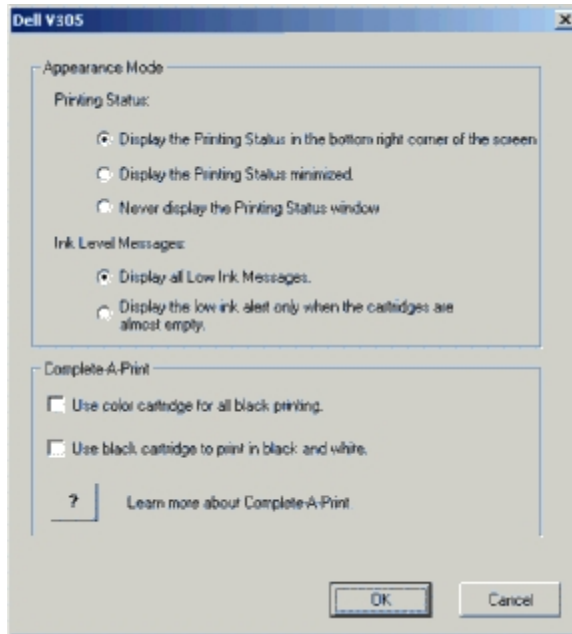 Dell V305
Appearance Mode
Printing Status:
Display the Printing Status in the bottom right corner of the screen
Display the Printing Status minimized.
Never display the Printing Status window
Ink Level Messages:
Display all Low Ink Messages.
Display the low ink alert only when the cartridges are
almost empty.
Complete-A-Print
Use color cartridge for all black printing.
Use black cartridge to print in black and white.
?
Learn more about Complete-A-Print
OK
Cancel